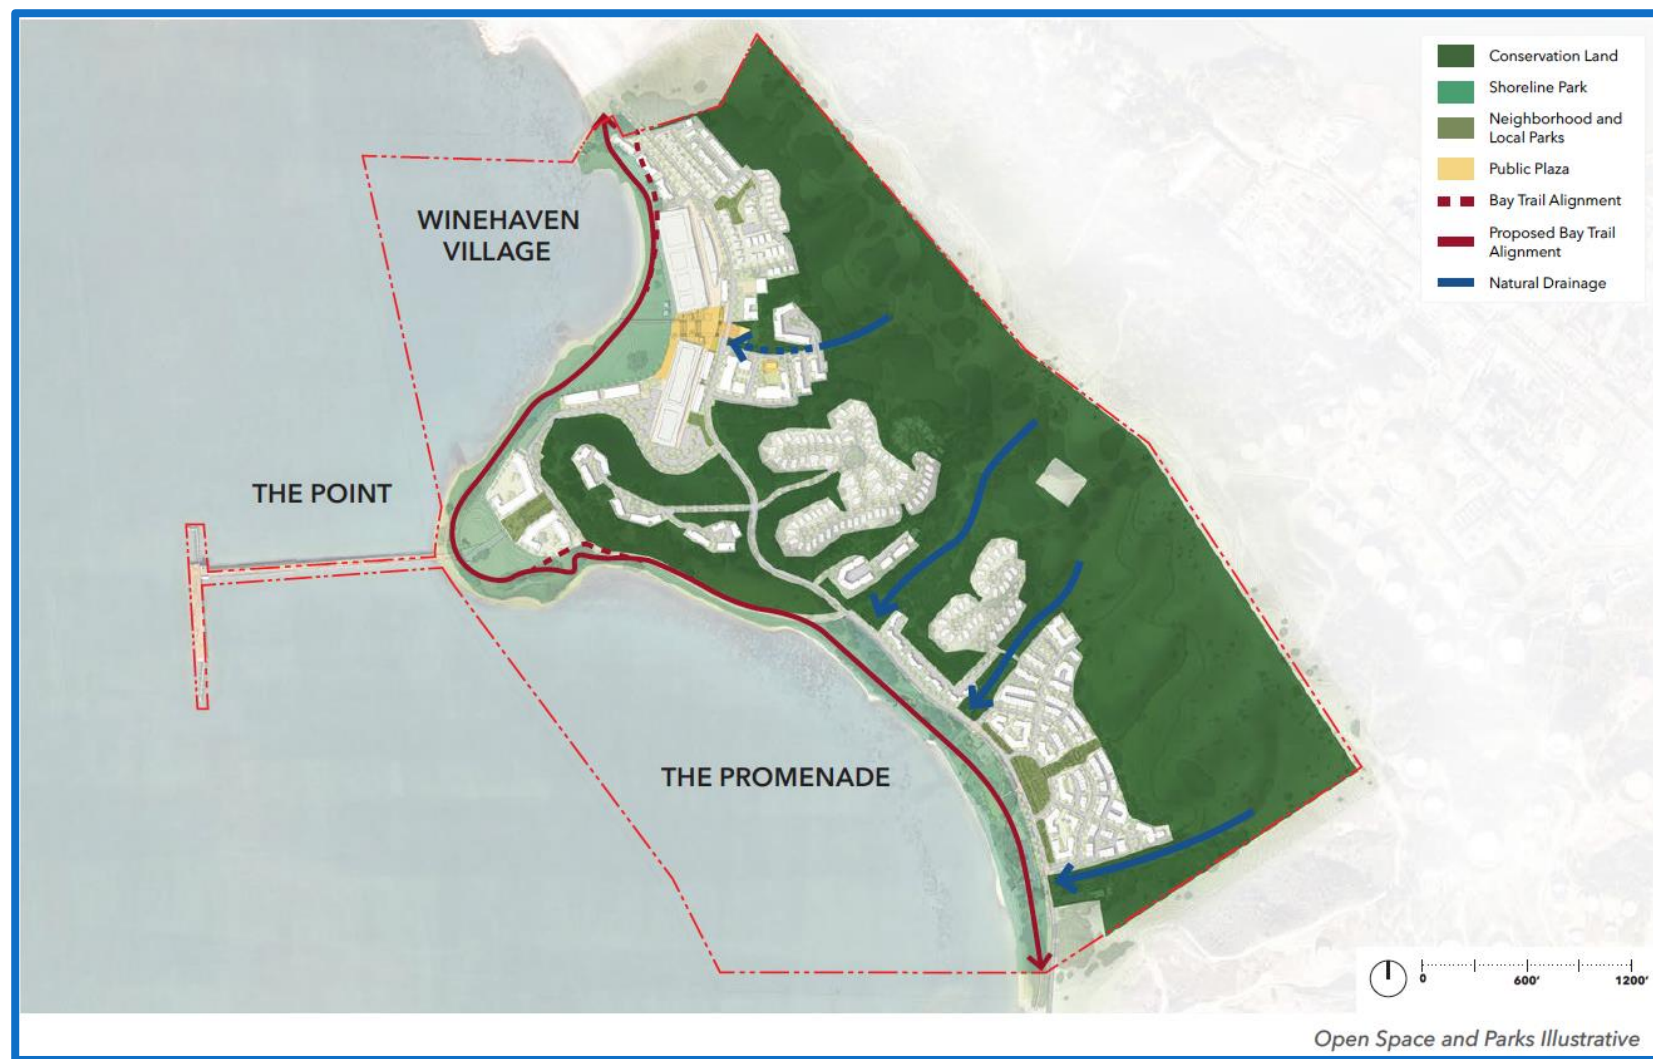 Conservation Land
Shoreline Park
Neighborhood and
Local Parks
Public Plaza
Bay Trail Alignment
Proposed Bay Trail
Alignment
Natural Drainage
WINEHAVEN
VILLAGE
THE POINT
THE PROMENADE
0 600' 1200'
Open Space and Parks Illustrative